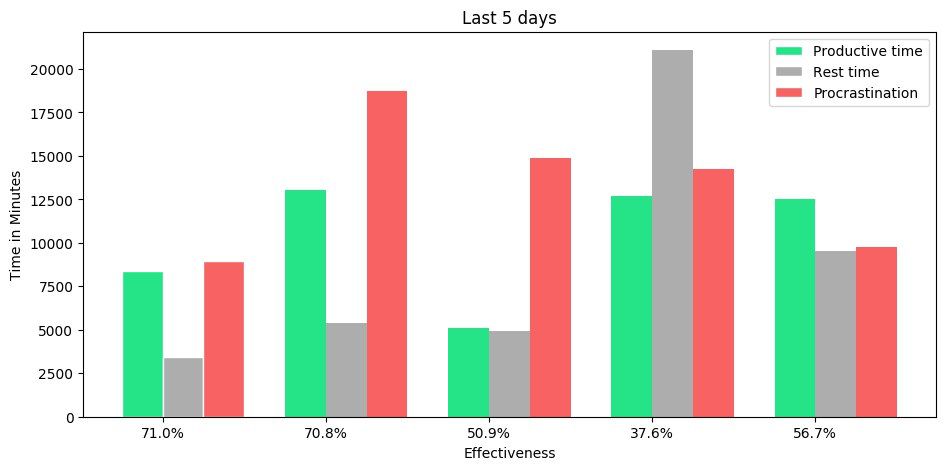 Last 5 days
Productive time
Rest time
Procrastination
Time in Minutes
20000
17500
15000
12500
10000
7500
5000
2500
0
71.0%
70.8%
50.9%
37.6%
56.7%
Effectiveness